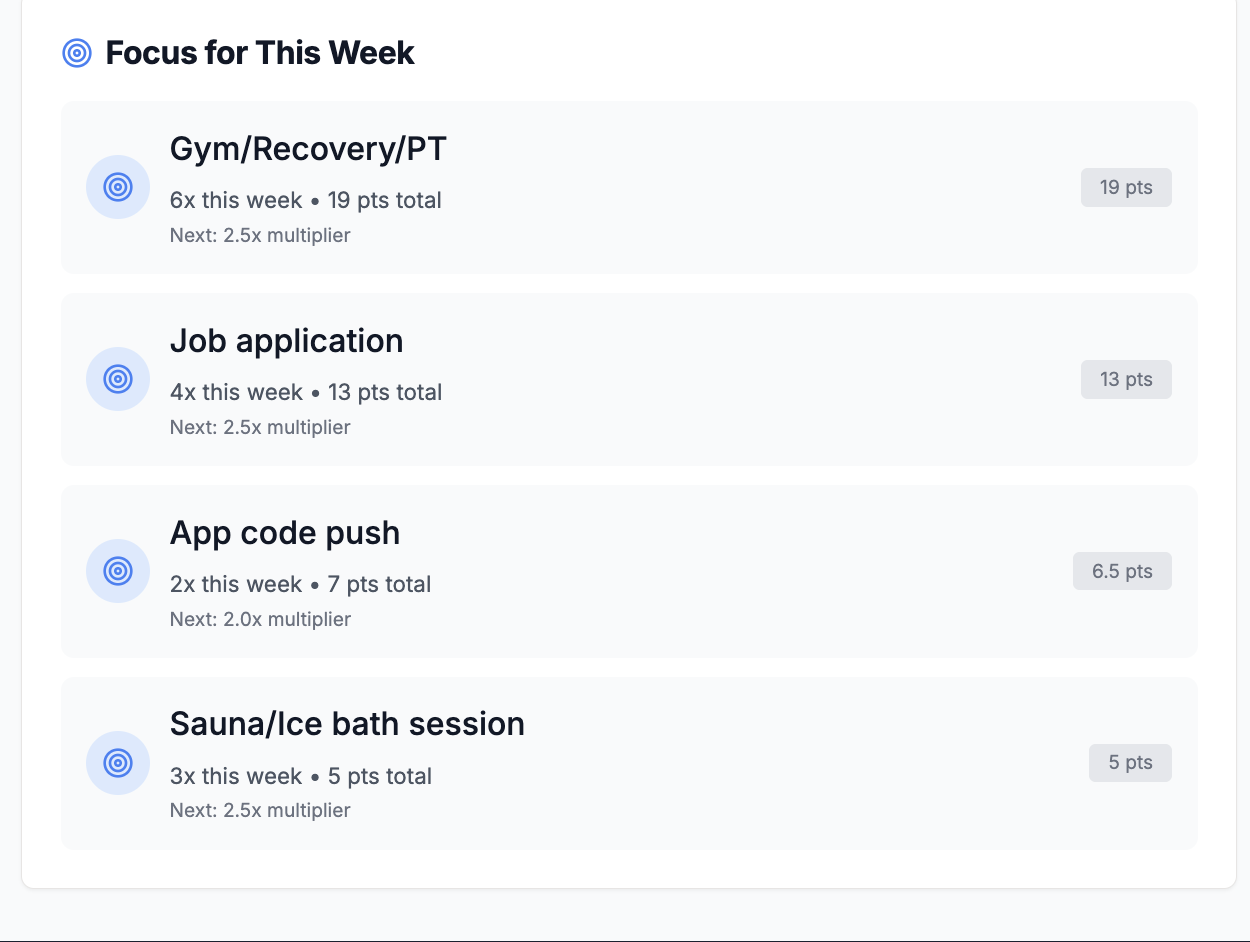 Focus for This Week
Gym/Recovery/PT
6x this week • 19 pts total
Next: 2.5x multiplier
19 pts
Job application
4x this week • 13 pts total
Next: 2.5x multiplier
13 pts
App code push
2x this week • 7 pts total
Next: 2.0x multiplier
6.5 pts
Sauna/Ice bath session
3x this week • 5 pts total
Next: 2.5x multiplier
5 pts